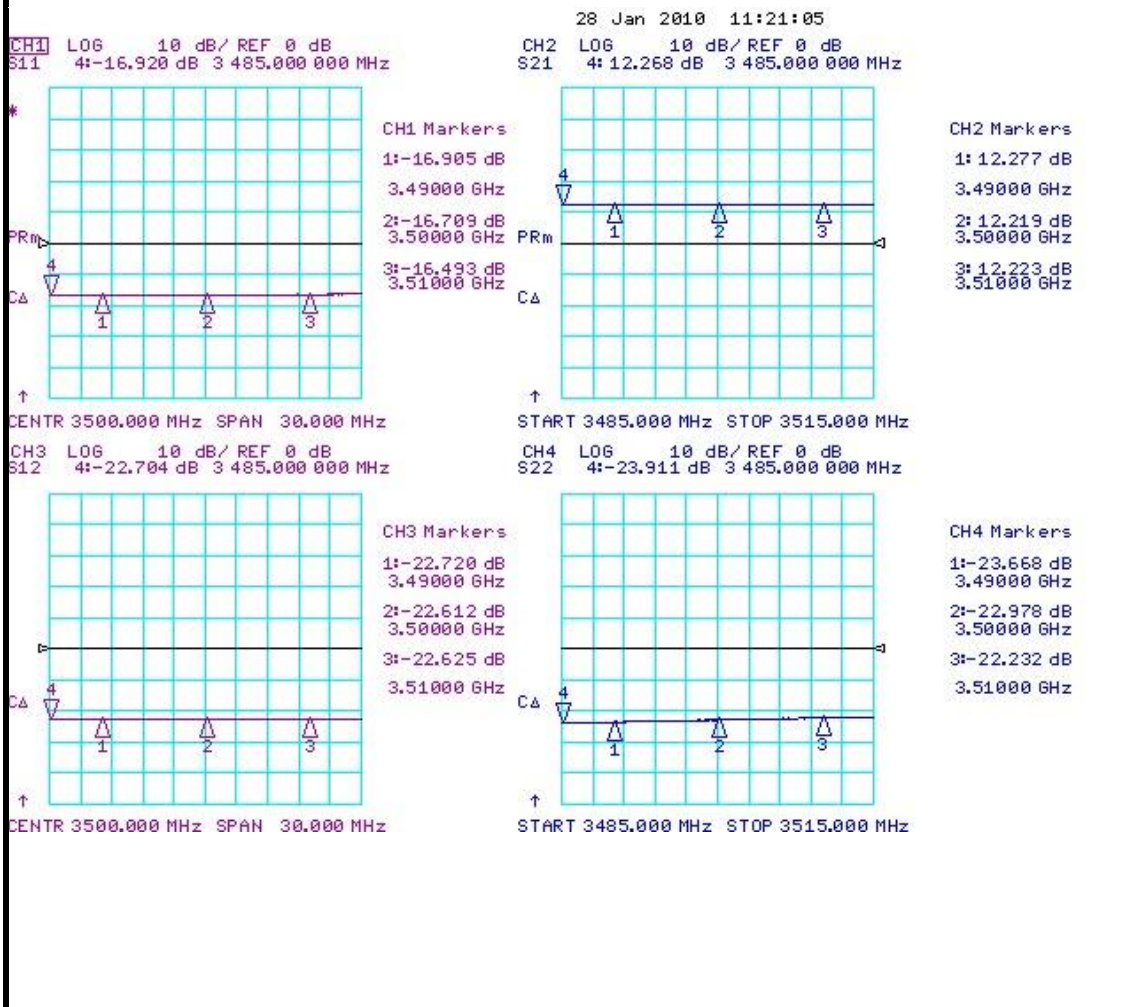 28 Jan 2010 11:21:05
CH1 LOG 10 dB/ REF 0 dB
S11 4:-16.920 dB 3 485.000 000 MHz
*
PRm
4
CΔ
1 2 3
↑
CENTR 3500.000 MHz SPAN 30.000 MHz
CH1 Markers
1:-16.905 dB
3.49000 GHz
2:-16.709 dB
3.50000 GHz
3:-16.493 dB
3.51000 GHz
CH2 LOG 10 dB/ REF 0 dB
S21 4: 12.268 dB 3 485.000 000 MHz
4
1 2 3
PRm
CΔ
↑
START 3485.000 MHz STOP 3515.000 MHz
CH2 Markers
1: 12.277 dB
3.49000 GHz
2: 12.219 dB
3.50000 GHz
3: 12.223 dB
3.51000 GHz
CH3 LOG 10 dB/ REF 0 dB
S12 4:-22.704 dB 3 485.000 000 MHz
4
CΔ
1 2 3
↑
CENTR 3500.000 MHz SPAN 30.000 MHz
CH3 Markers
1:-22.720 dB
3.49000 GHz
2:-22.612 dB
3.50000 GHz
3:-22.625 dB
3.51000 GHz
CH4 LOG 10 dB/ REF 0 dB
S22 4:-23.911 dB 3 485.000 000 MHz
4
CΔ
1 2 3
↑
START 3485.000 MHz STOP 3515.000 MHz
CH4 Markers
1:-23.668 dB
3.49000 GHz
2:-22.978 dB
3.50000 GHz
3:-22.232 dB
3.51000 GHz